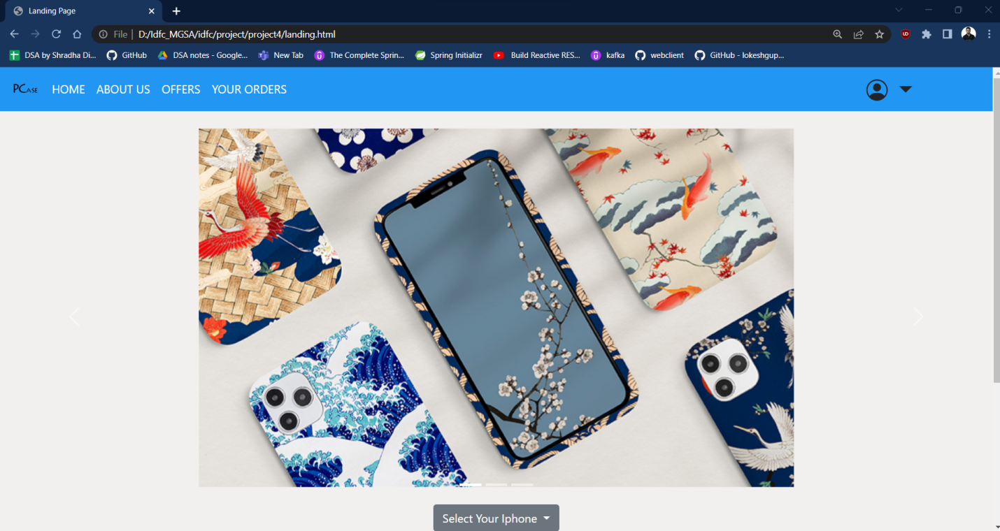 Landing Page
File | D:/Idfc_MGSA/idfc/project/project4/landing.html
DSA by Shradha Di... GitHub DSA notes - Google... New Tab The Complete Sprin... Spring Initializr Build Reactive RES... kafka webclient GitHub - lokeshgup...
PCASE HOME ABOUT US OFFERS YOUR ORDERS
Select Your Iphone